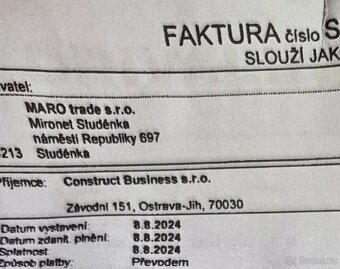 FAKTURA číslo S
SLOUŽÍ JAK
vatel:
MARO trade s.r.o.
Mironet Studénka
náměstí Republiky 697
213 Studénka
Příjemce: Construct Business s.r.o.
Závodní 151, Ostrava-Jih, 70030
Datum vystavení 8.8.2024
Datum zdanit. plnění: 8.8.2024
Splatnost 8.8.2024
Způsob platby: Převodem